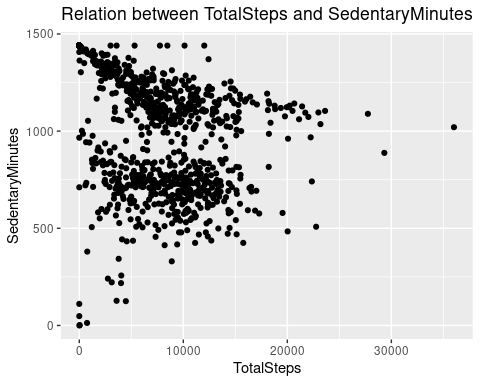 Relation between TotalSteps and SedentaryMinutes
1500
1000
500
0
SedentaryMinutes
0 10000 20000 30000
TotalSteps